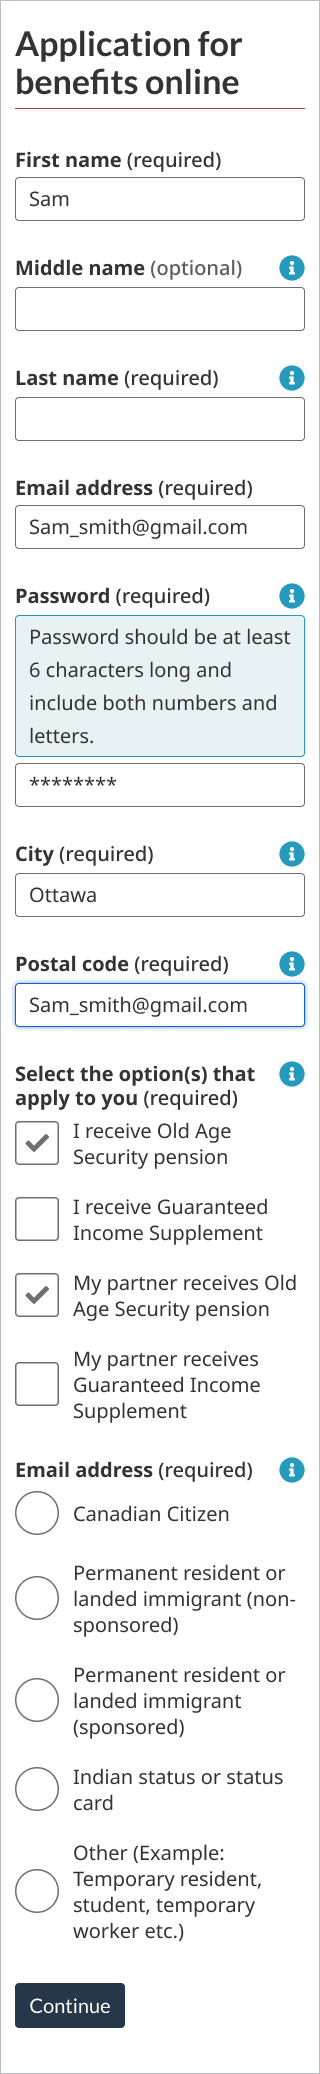 Application for
benefits online
First name (required)
Sam
Middle name (optional)
Last name (required)
Email address (required)
Sam_smith@gmail.com
Password (required)
Password should be at least
6 characters long and
include both numbers and
letters.
********
City (required)
Ottawa
Postal code (required)
Sam_smith@gmail.com
Select the option(s) that
apply to you (required)
I receive Old Age
Security pension
I receive Guaranteed
Income Supplement
My partner receives Old
Age Security pension
My partner receives
Guaranteed Income
Supplement
Email address (required)
Canadian Citizen
Permanent resident or
landed immigrant (non-
sponsored)
Permanent resident or
landed immigrant
(sponsored)
Indian status or status
card
Other (Example:
Temporary resident,
student, temporary
worker etc.)
Continue